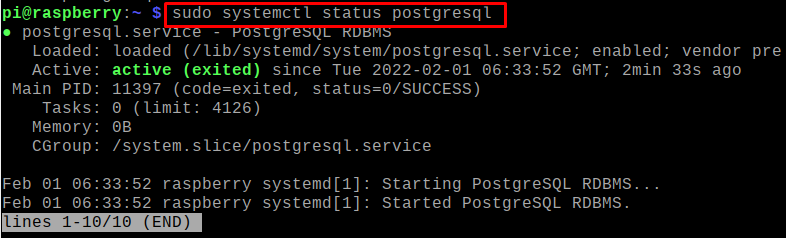 pi@raspberry:~ $ sudo systemctl status postgresql
● postgresql.service - PostgreSQL RDBMS
Loaded: loaded (/lib/systemd/system/postgresql.service; enabled; vendor pre
Active: active (exited) since Tue 2022-02-01 06:33:52 GMT; 2min 33s ago
Main PID: 11397 (code=exited, status=0/SUCCESS)
Tasks: 0 (limit: 4126)
Memory: 0B
CGroup: /system.slice/postgresql.service
Feb 01 06:33:52 raspberry systemd[1]: Starting PostgreSQL RDBMS...
Feb 01 06:33:52 raspberry systemd[1]: Started PostgreSQL RDBMS.
lines 1-10/10 (END)